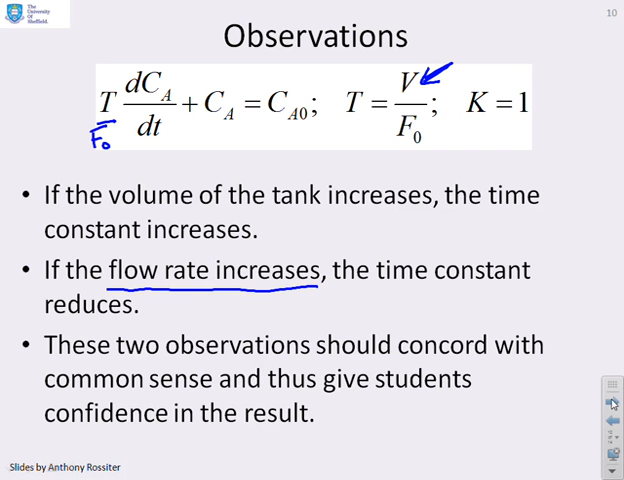 The
University
Of
Sheffield.
10
Observations
T dC_A/dt + C_A = C_A0; T = V/F_0; K = 1
F_0
• If the volume of the tank increases, the time
constant increases.
• If the flow rate increases, the time constant
reduces.
• These two observations should concord with
common sense and thus give students
confidence in the result.
Slides by Anthony Rossiter